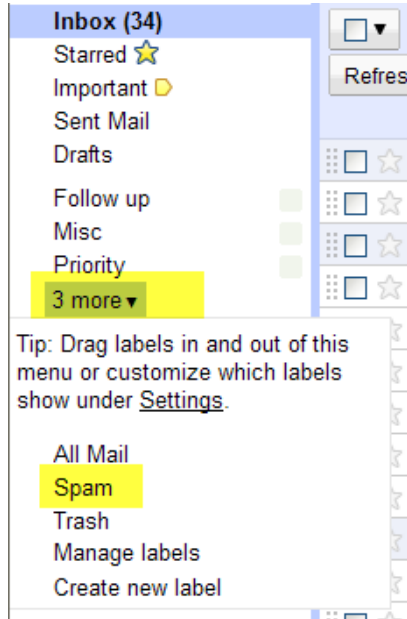 Inbox (34)
Starred
Important
Sent Mail
Drafts
Follow up
Misc
Priority
3 more ▾
Refres
Tip: Drag labels in and out of this
menu or customize which labels
show under Settings.
All Mail
Spam
Trash
Manage labels
Create new label